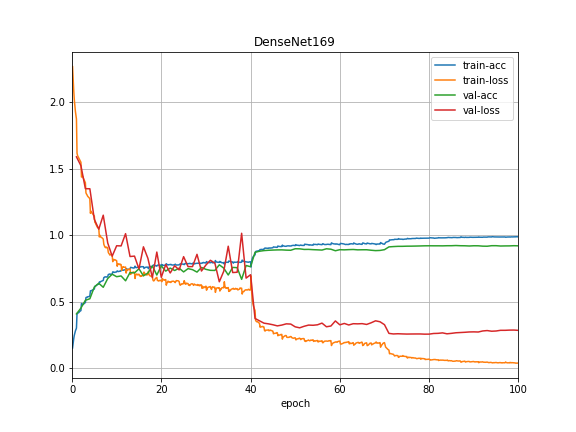 DenseNet169
train-acc
train-loss
val-acc
val-loss
2.0
1.5
1.0
0.5
0.0
0 20 40 60 80 100
epoch